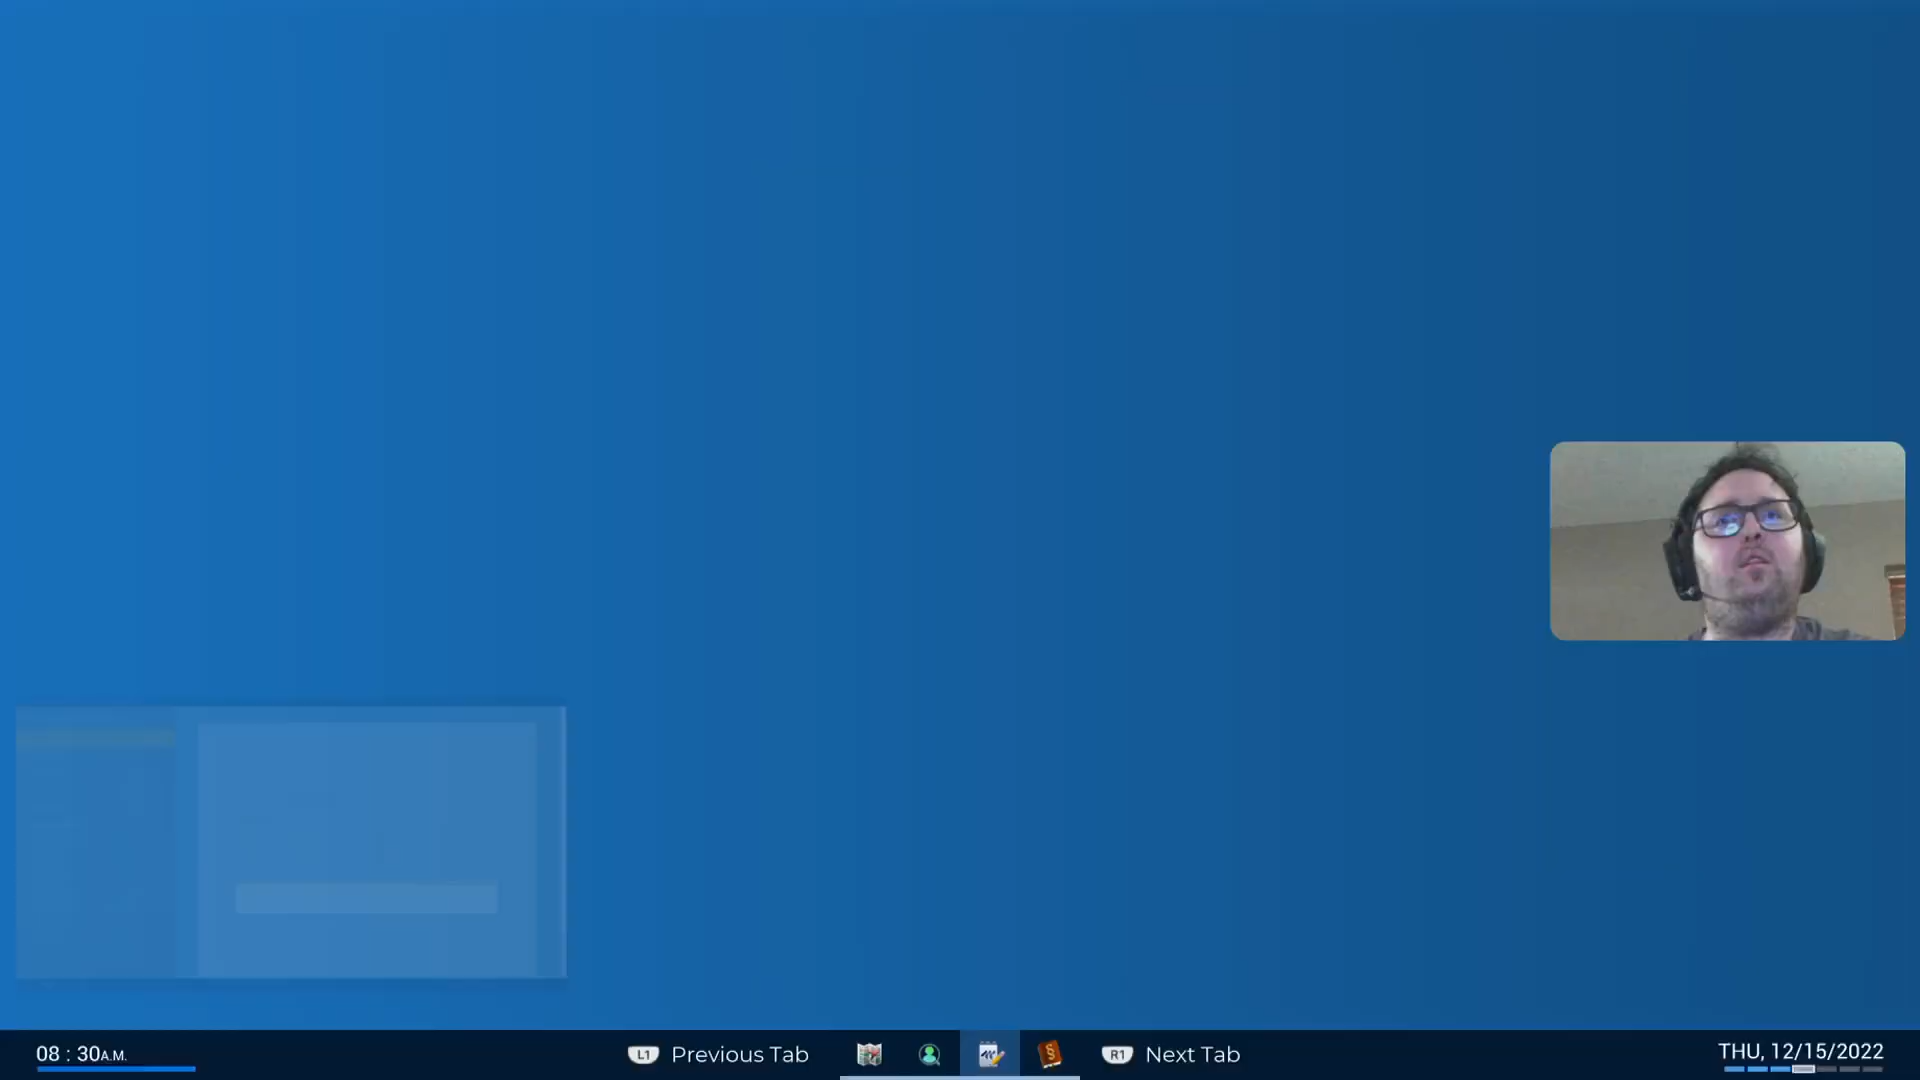 08 : 30A.M.
L1 Previous Tab
R1 Next Tab
THU, 12/15/2022